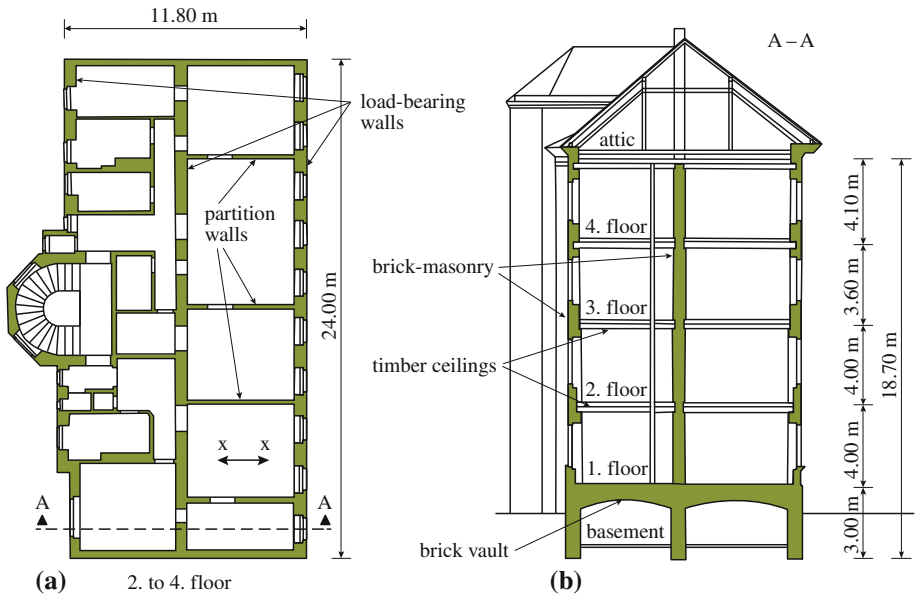 11.80 m
load-bearing
walls
partition
walls
24.00 m
x x
A A
(a)
2. to 4. floor
A – A
attic
4. floor
brick-masonry
3. floor
timber ceilings
2. floor
1. floor
brick vault
basement
4.10 m
3.60 m
4.00 m
4.00 m
3.00 m
18.70 m
(b)